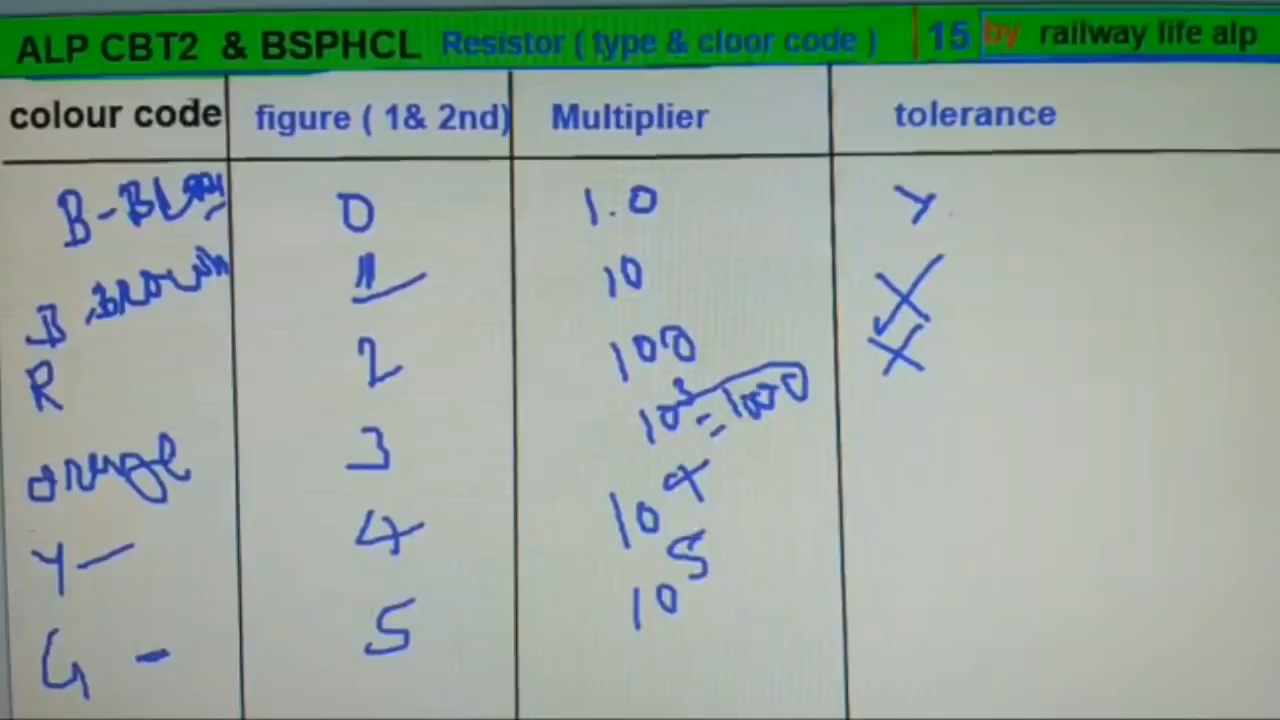 ALP CBT2 & BSPHCL Resistor ( type & cloor code ) 15 by railway life alp
colour code figure ( 1& 2nd) Multiplier tolerance
B - 0 1.0
B Brown 1 10 X
R 2 100 X
orange 3 10³ = 1000
Y - 4 10⁴
G - 5 10⁵